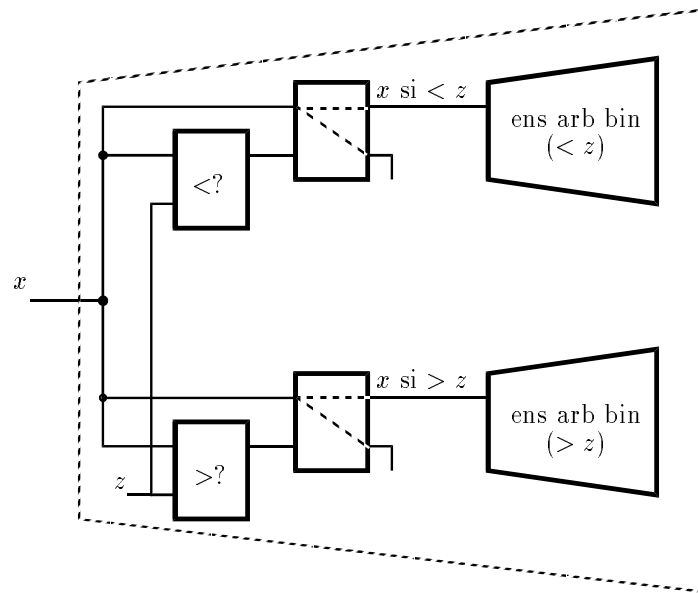 x si < z
ens arb bin
(< z)
<?
x
x si > z
ens arb bin
(> z)
>?
z